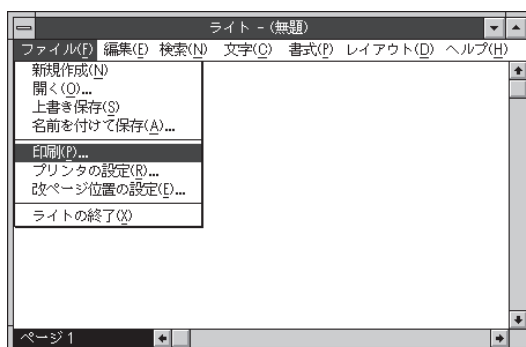 ライト - (無題)
ファイル(F) 編集(E) 検索(N) 文字(C) 書式(P) レイアウト(D) ヘルプ(H)
新規作成(N)
開く(O)...
上書き保存(S)
名前を付けて保存(A)...
印刷(P)...
プリンタの設定(R)...
改ページ位置の設定(E)...
ライトの終了(X)
ページ 1